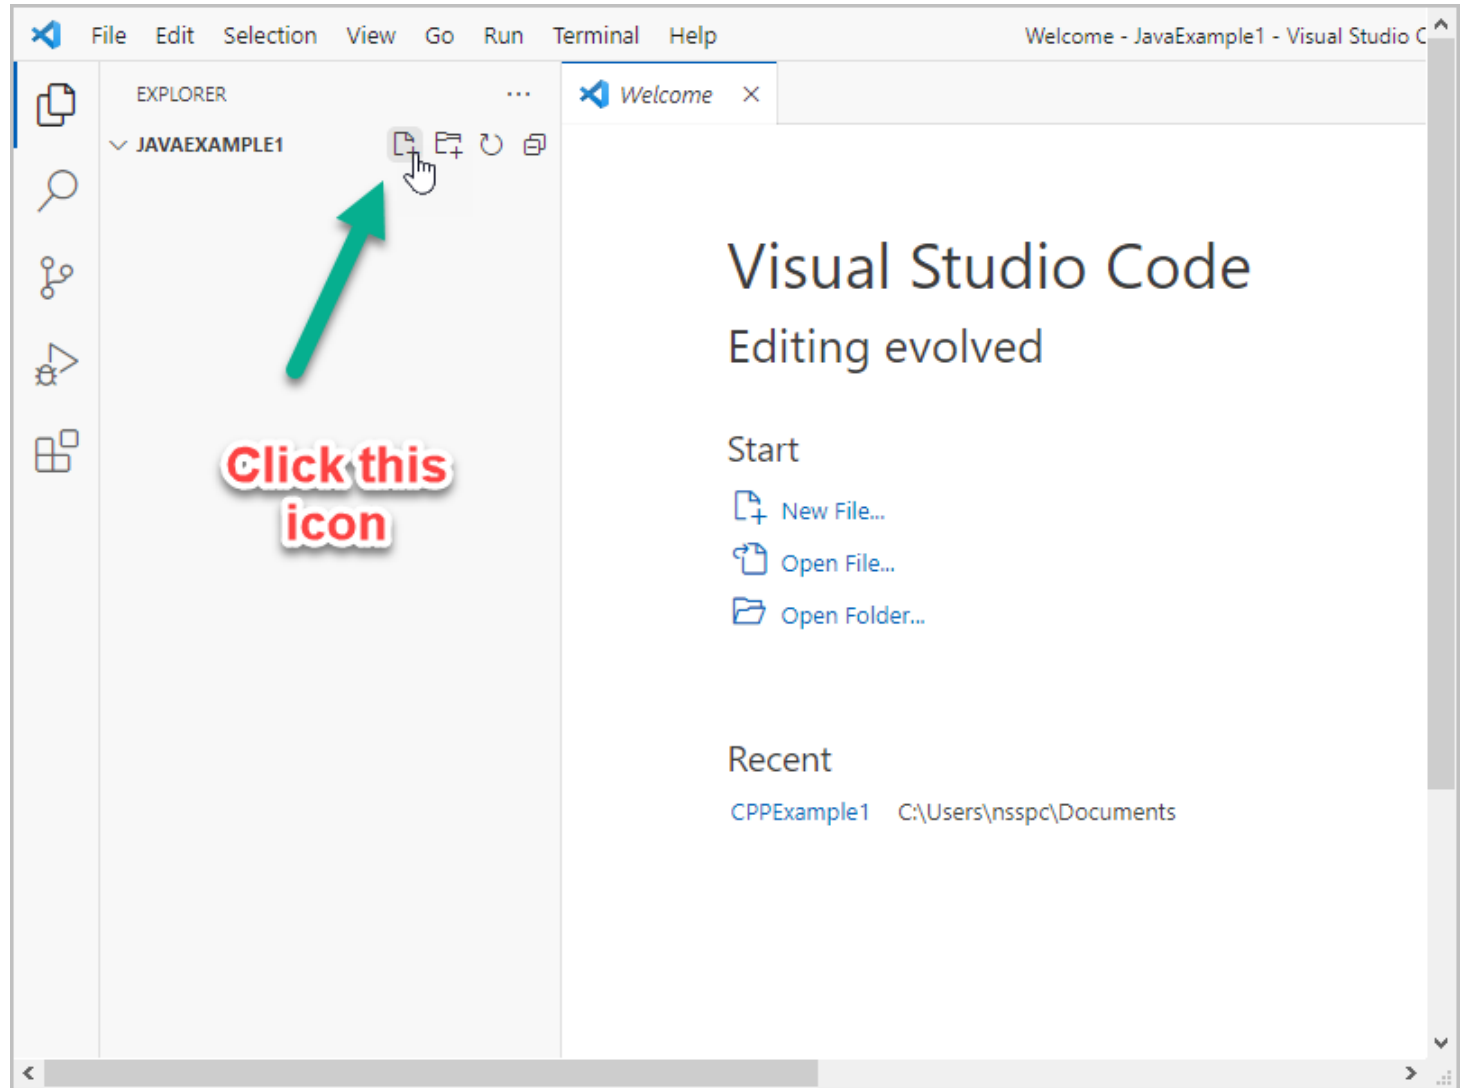 File Edit Selection View Go Run Terminal Help Welcome - JavaExample1 - Visual Studio C
EXPLORER ...
Welcome
JAVAEXAMPLE1
Click this
icon
Visual Studio Code
Editing evolved
Start
New File...
Open File...
Open Folder...
Recent
CPPExample1 C:\Users\nsspc\Documents